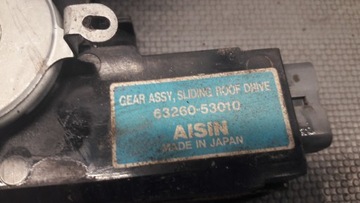 GEAR ASSY, SLIDING ROOF DRIVE
63260-53010
AISIN
MADE IN JAPAN